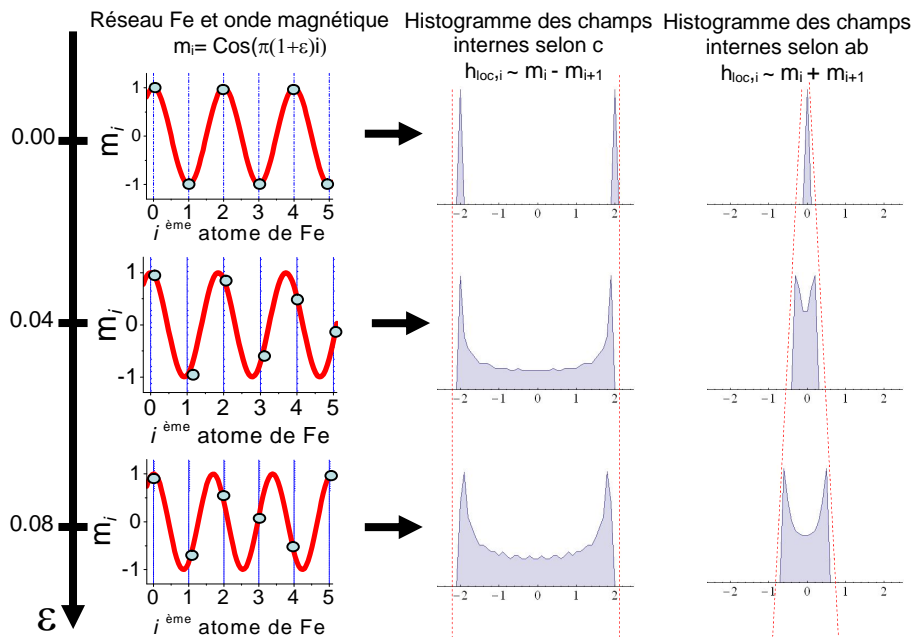 Réseau Fe et onde magnétique
mᵢ= Cos(π(1+ε)i)
Histogramme des champs
internes selon c
h_loc,i ~ mᵢ - mᵢ₊₁
Histogramme des champs
internes selon ab
h_loc,i ~ mᵢ + mᵢ₊₁
0.00
mᵢ
1
0
-1
0 1 2 3 4 5
i ᵉᵐᵉ atome de Fe
−2 −1 0 1 2
−2 −1 0 1 2
0.04
mᵢ
1
0
-1
0 1 2 3 4 5
i ᵉ̀ᵐᵉ atome de Fe
−2 −1 0 1 2
−2 −1 0 1 2
0.08
mᵢ
1
0
-1
0 1 2 3 4 5
i ᵉ̀ᵐᵉ atome de Fe
−2 −1 0 1 2
−2 −1 0 1 2
ε